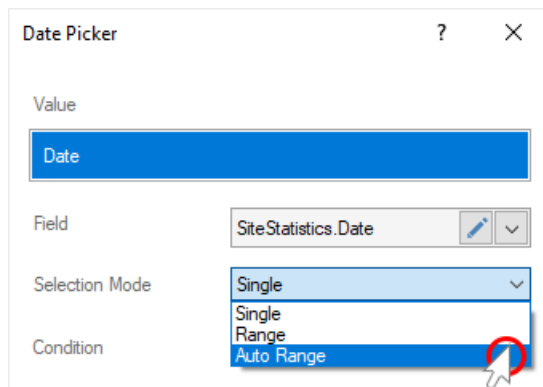 Date Picker ?
Value
Date
Field SiteStatistics.Date
Selection Mode Single
Single
Range
Condition Auto Range